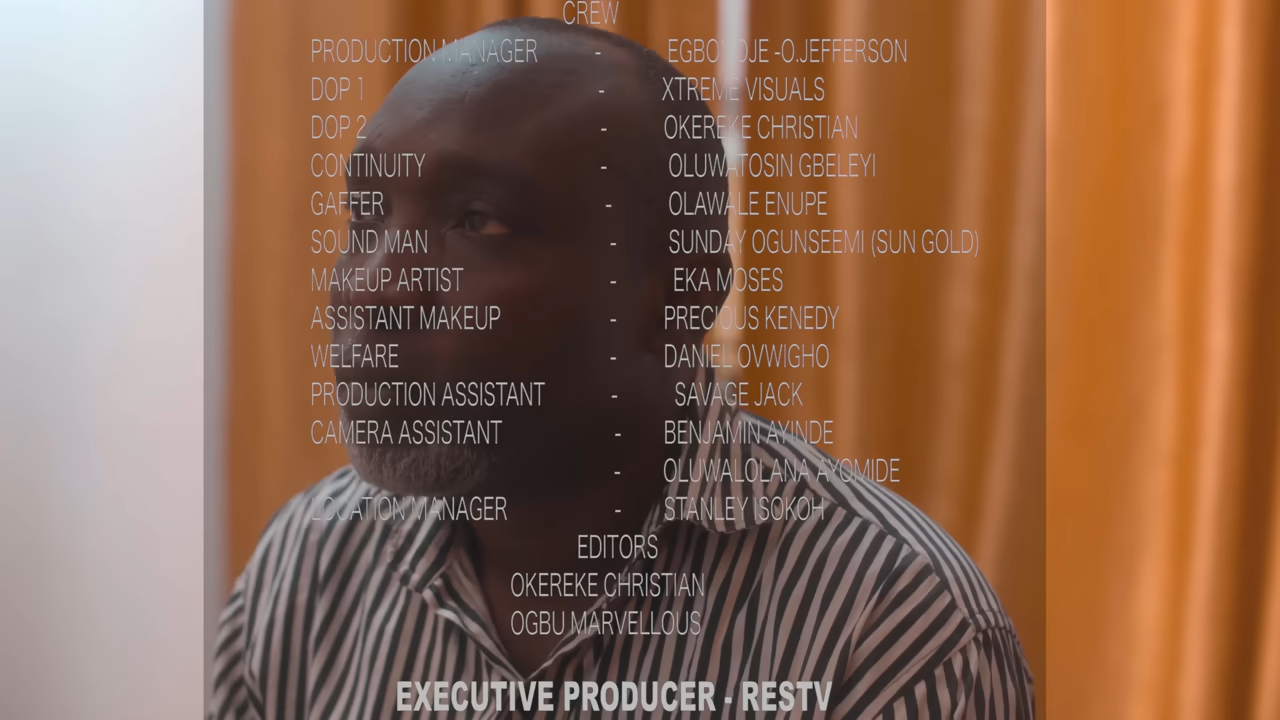 CREW
PRODUCTION MANAGER - -O.JEFFERSON
DOP 1 - XTREME VISUALS
DOP 2 - OKEREKE CHRISTIAN
CONTINUITY - OLUWATOSIN GBELEYI
GAFFER - OLAWALE ENUPE
SOUND MAN - SUNDAY OGUNSEEMI (SUN GOLD)
MAKEUP ARTIST - EKA MOSES
ASSISTANT MAKEUP - PRECIOUS KENEDY
WELFARE - DANIEL OVWIGHO
PRODUCTION ASSISTANT - SAVAGE JACK
CAMERA ASSISTANT - BENJAMIN AYINDE
- OLUWALOLANA AYOMIDE
LOCATION MANAGER - STANLEY ISOKOH
EDITORS
OKEREKE CHRISTIAN
OGBU MARVELLOUS
EXECUTIVE PRODUCER - RESTV